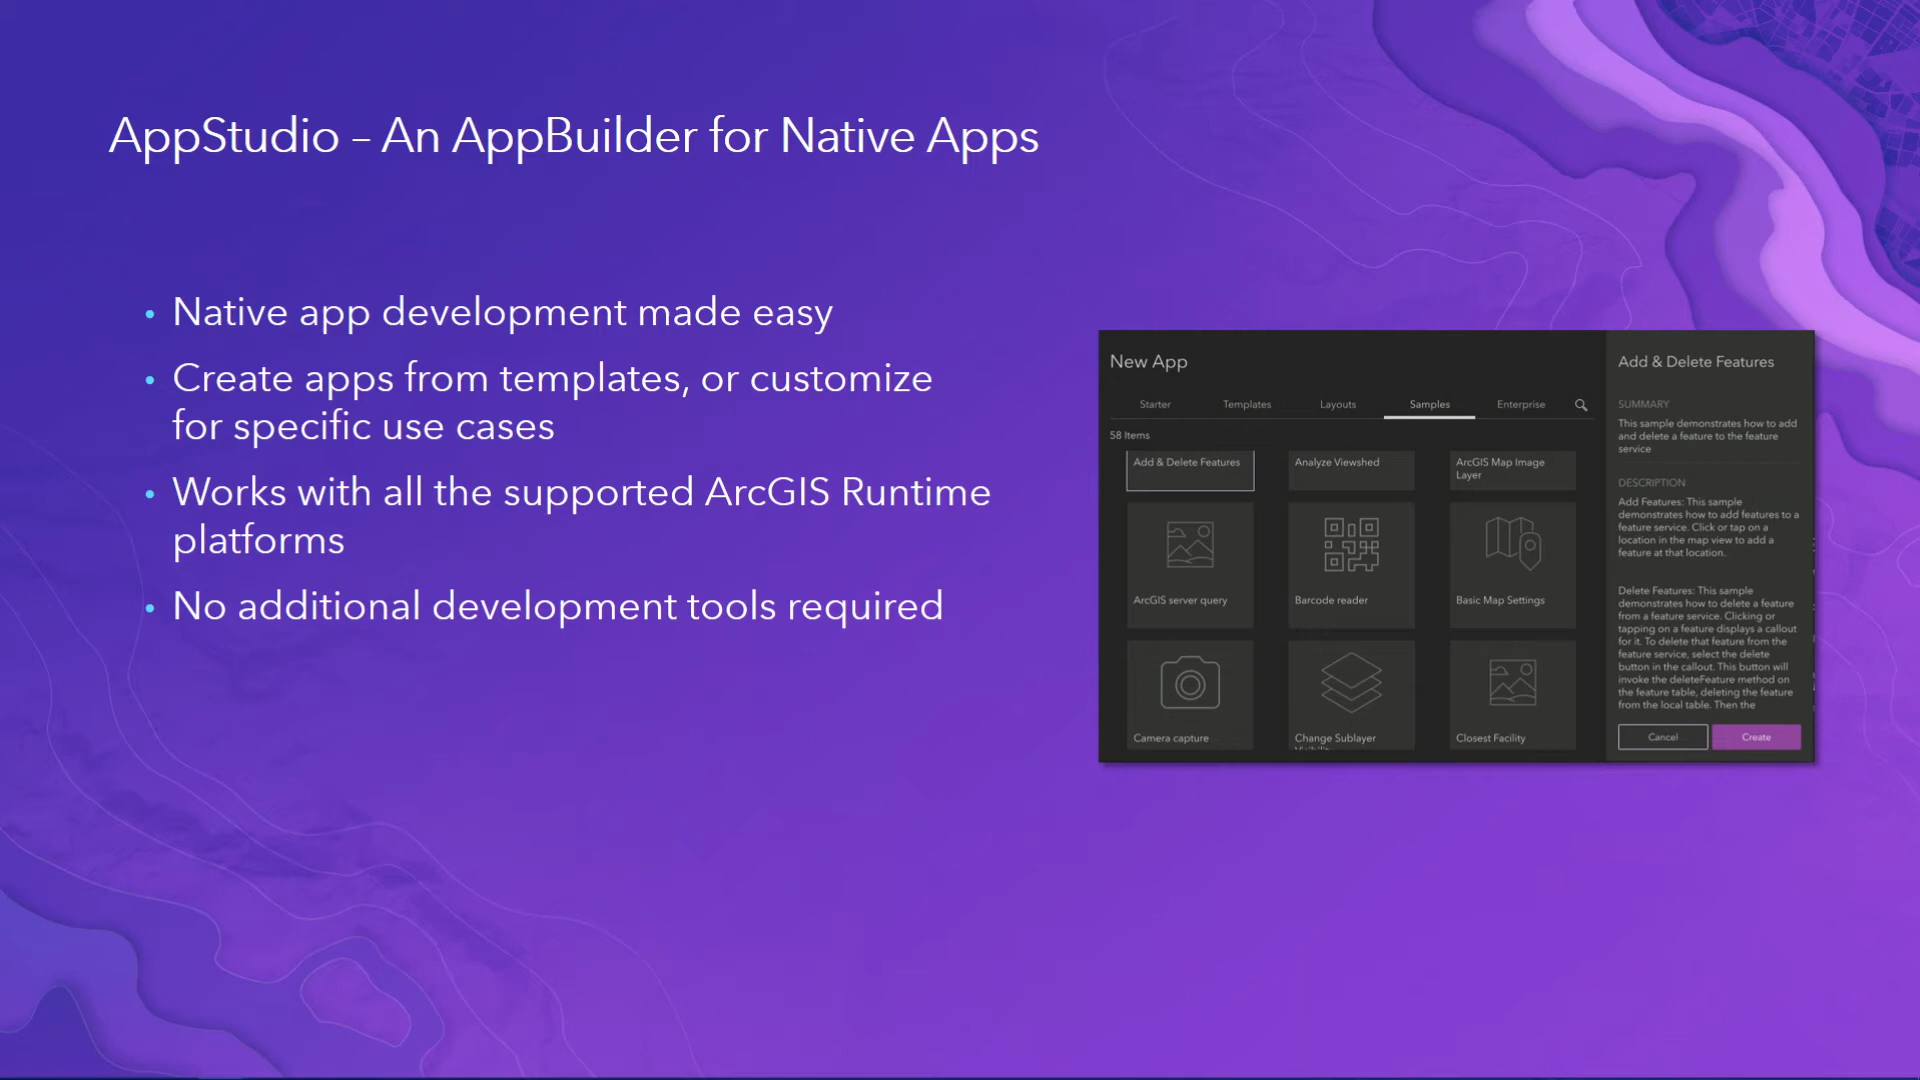 AppStudio – An AppBuilder for Native Apps
• Native app development made easy
• Create apps from templates, or customize
for specific use cases
• Works with all the supported ArcGIS Runtime
platforms
• No additional development tools required
New App
Starter Templates Layouts Samples Enterprise
58 Items
Add & Delete Features
Analyze Viewshed
ArcGIS Map Image
Layer
ArcGIS server query
Barcode reader
Basic Map Settings
Camera capture
Change Sublayer
Visibility
Closest Facility
Add & Delete Features
SUMMARY
This sample demonstrates how to add
and delete a feature to the feature
service
DESCRIPTION
Add Features: This sample
demonstrates how to add features to a
feature service. Click or tap on a
location in the map view to add a
feature at that location.
Delete Features: This sample
demonstrates how to delete a feature
from a feature service. Clicking or
tapping on a feature displays a callout
for it. To delete that feature from the
feature service, select the delete
button in the callout. This button will
invoke the deleteFeature method on
the feature table, deleting the feature
from the local table. Then the
Cancel
Create